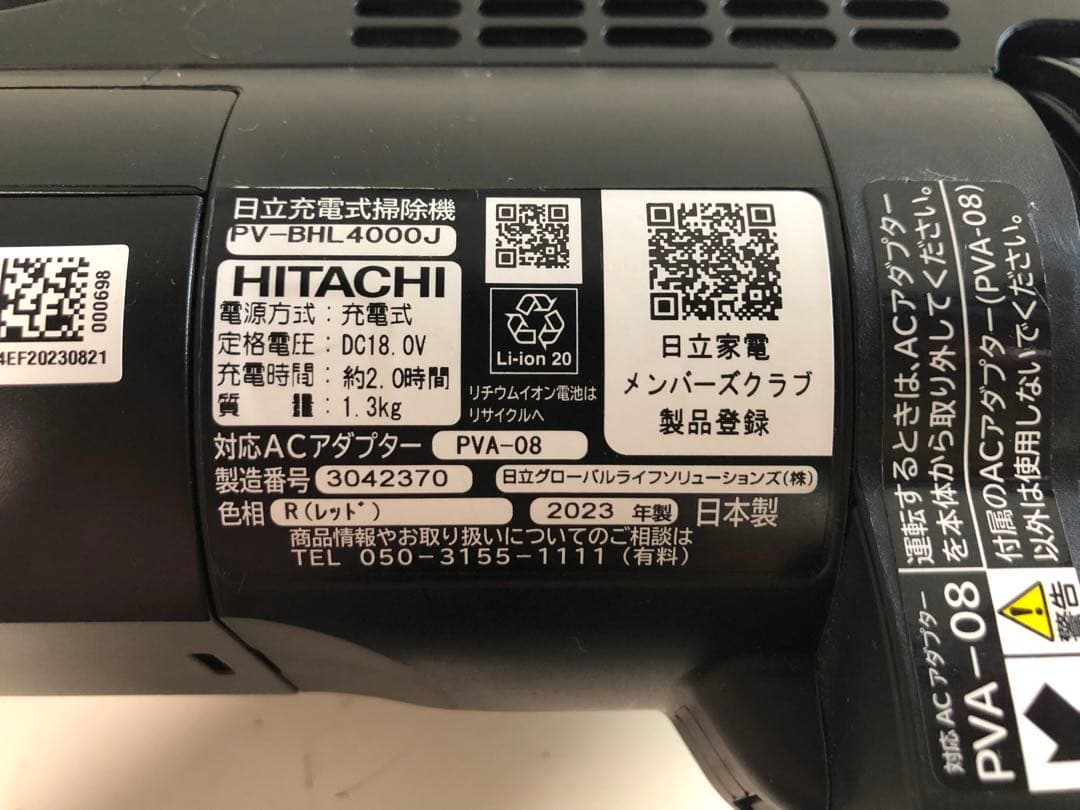 日立充電式掃除機
PV-BHL4000J
HITACHI
電源方式：充電式
定格電圧：DC18.0V
充電時間：約2.0時間
質量：1.3kg
Li-ion 20
リチウムイオン電池は
リサイクルへ
日立家電
メンバーズクラブ
製品登録
対応ACアダプター PVA-08
製造番号 3042370 日立グローバルライフソリューションズ(株)
色相 R(レッド) 2023 年製 日本製
商品情報やお取り扱いについてのご相談は
TEL 050-3155-1111 (有料)
000698
4EF20230821
運転するときは、ACアダプター
を本体から取り外してください。
付属のACアダプター(PVA-08)
以外は使用しないでください。
対応ACアダプター
PVA-08
警告